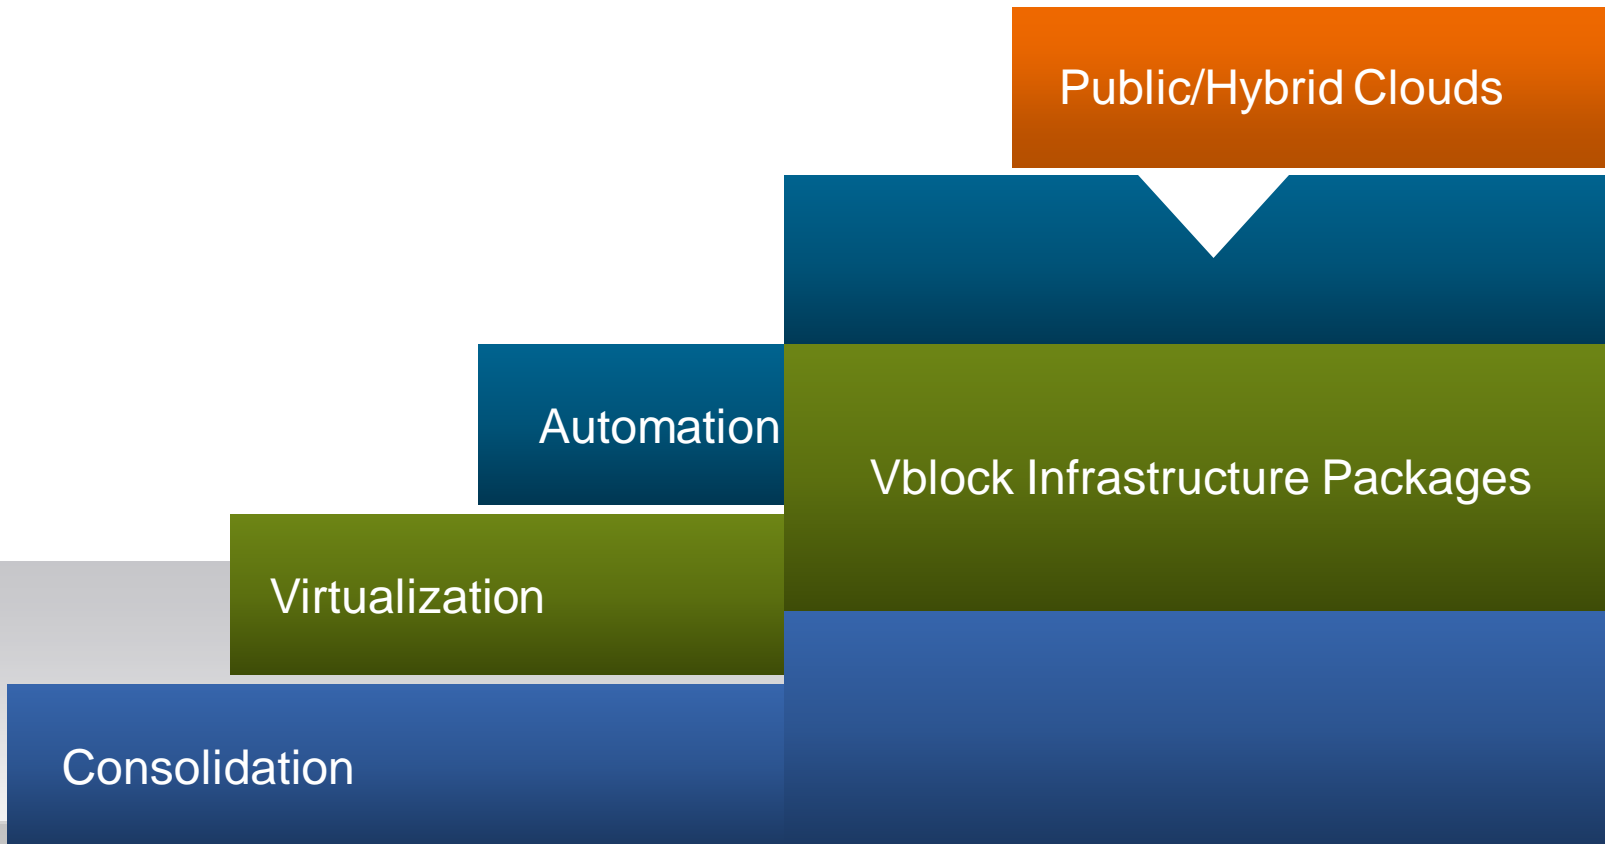 Public/Hybrid Clouds
Automation
Vblock Infrastructure Packages
Virtualization
Consolidation